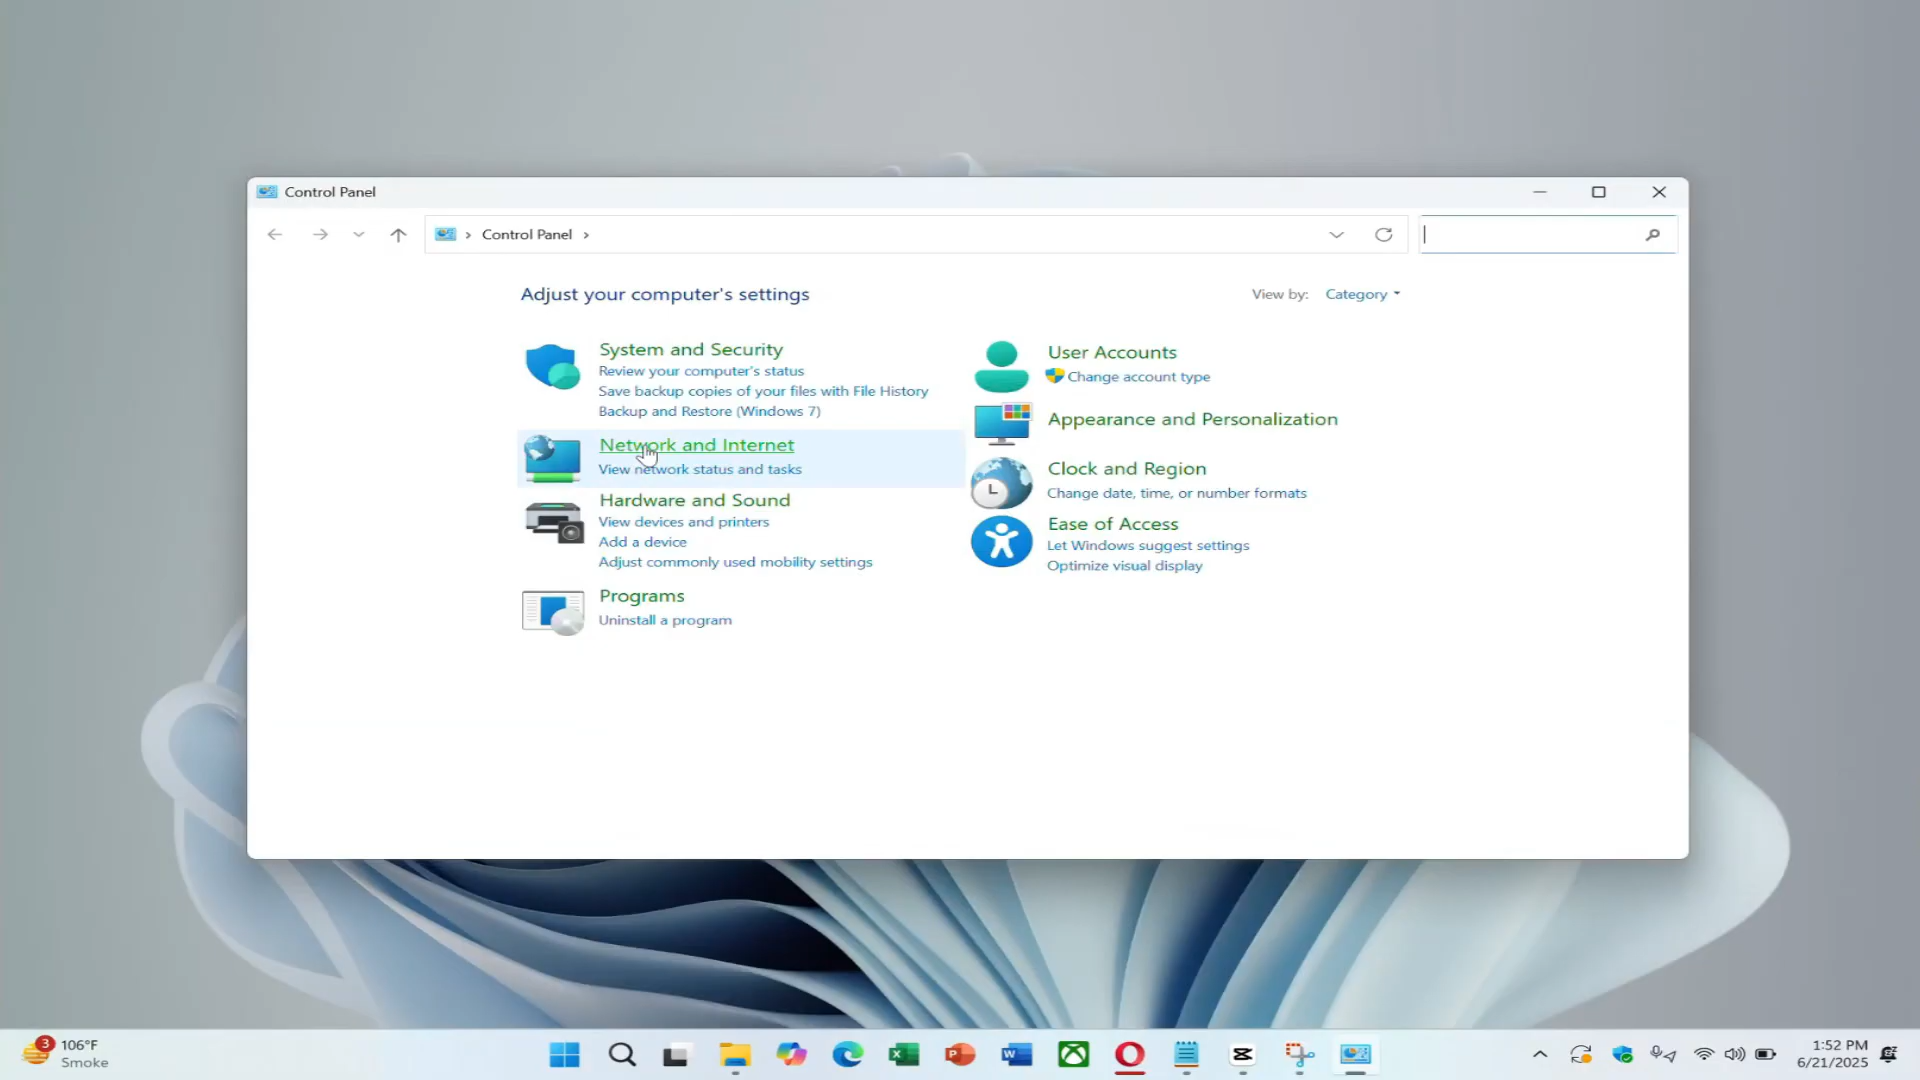 Control Panel
Control Panel
Adjust your computer's settings
View by: Category
System and Security
Review your computer's status
Save backup copies of your files with File History
Backup and Restore (Windows 7)
Network and Internet
View network status and tasks
Hardware and Sound
View devices and printers
Add a device
Adjust commonly used mobility settings
Programs
Uninstall a program
User Accounts
Change account type
Appearance and Personalization
Clock and Region
Change date, time, or number formats
Ease of Access
Let Windows suggest settings
Optimize visual display
3
106°F
Smoke
1:52 PM
6/21/2025